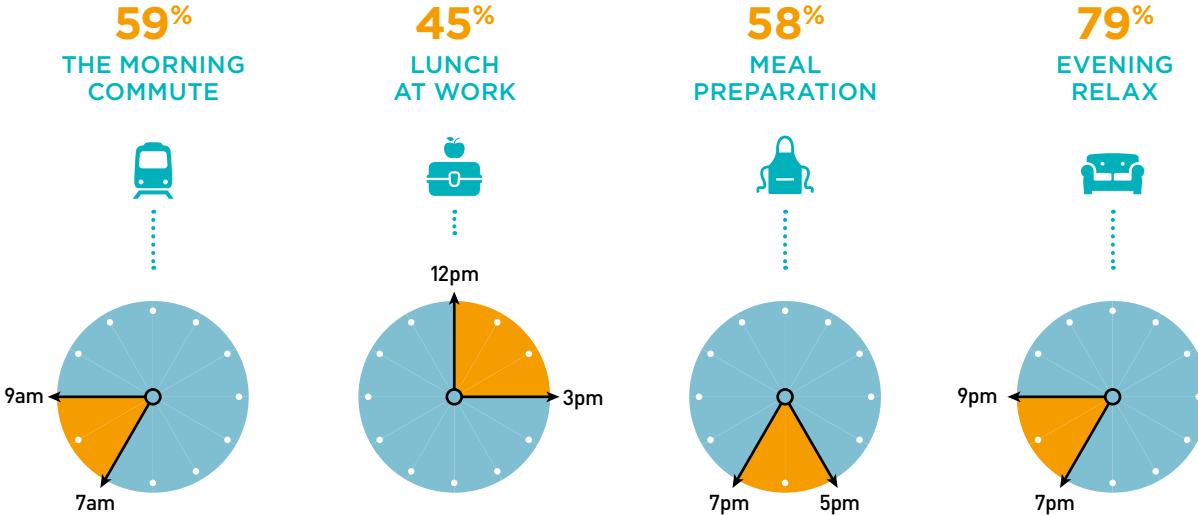 59%
THE MORNING
COMMUTE
45%
LUNCH
AT WORK
58%
MEAL
PREPARATION
79%
EVENING
RELAX
9am
7am
12pm
3pm
7pm
5pm
9pm
7pm